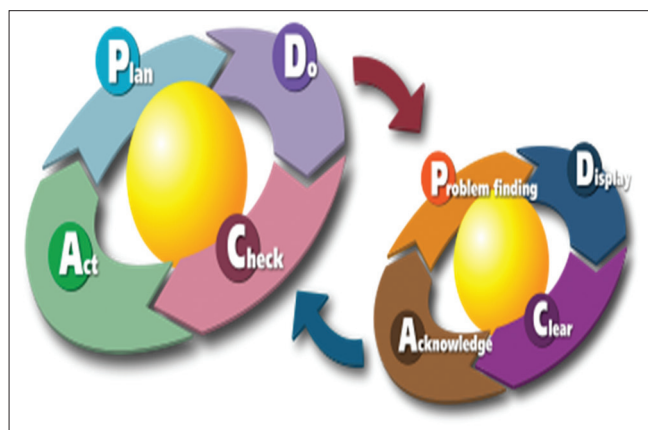 Plan
Do
Check
Act
Problem finding
Display
Clear
Acknowledge